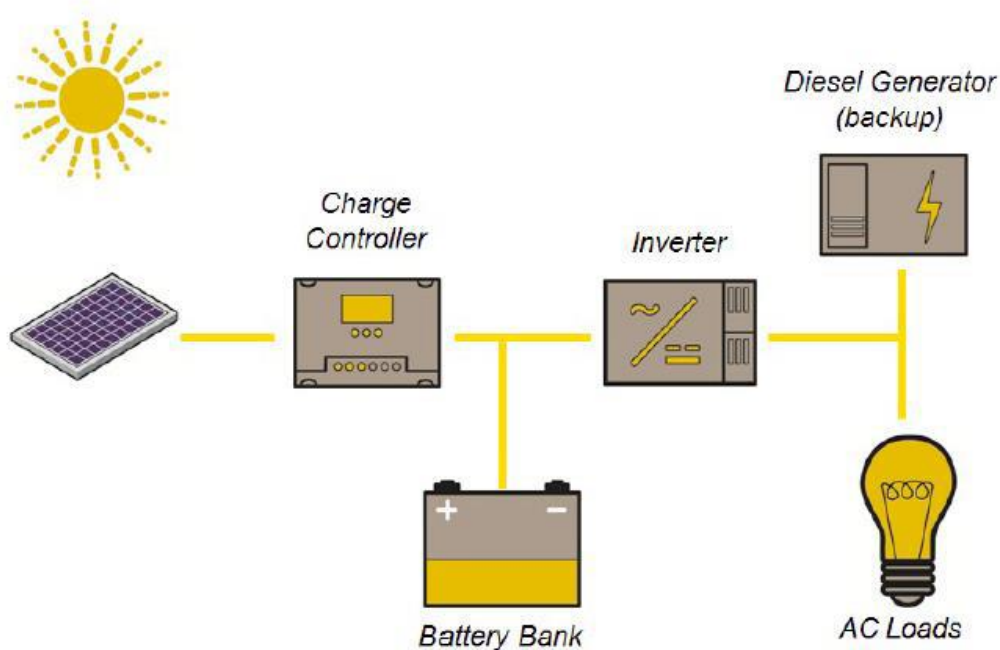 Diesel Generator
(backup)
Charge
Controller
Inverter
+ −
Battery Bank
AC Loads